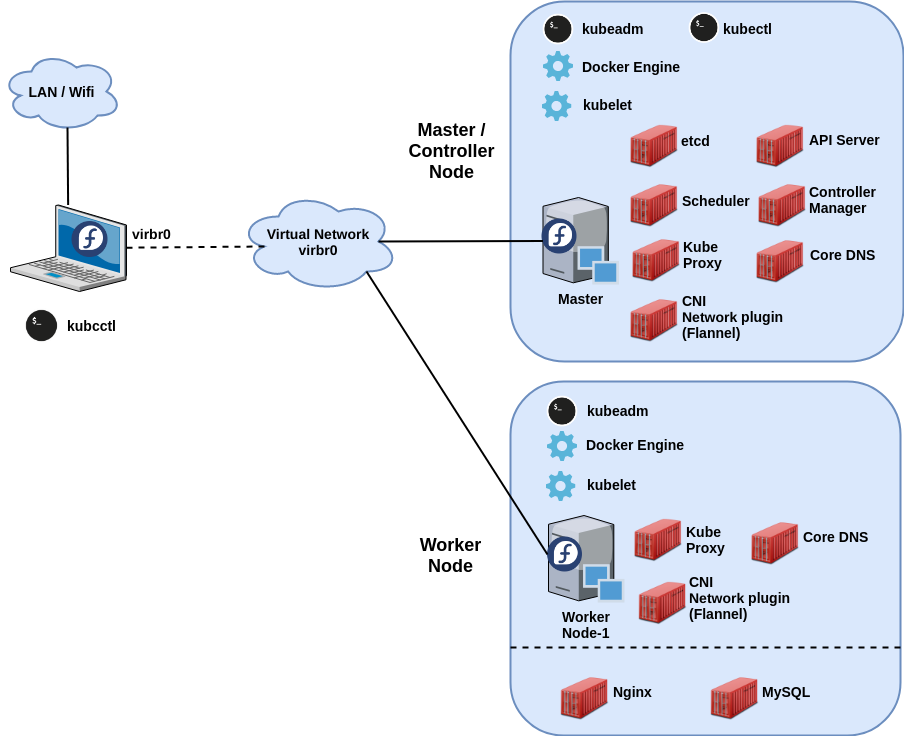 kubeadm
kubectl
Docker Engine
kubelet
LAN / Wifi
Master /
Controller
Node
etcd
API Server
Scheduler
Controller
Manager
virbr0
Virtual Network
virbr0
Kube
Proxy
Core DNS
Master
CNI
Network plugin
(Flannel)
$_
kubcctl
kubeadm
Docker Engine
kubelet
Worker
Node
Kube
Proxy
Core DNS
CNI
Network plugin
(Flannel)
Worker
Node-1
Nginx
MySQL